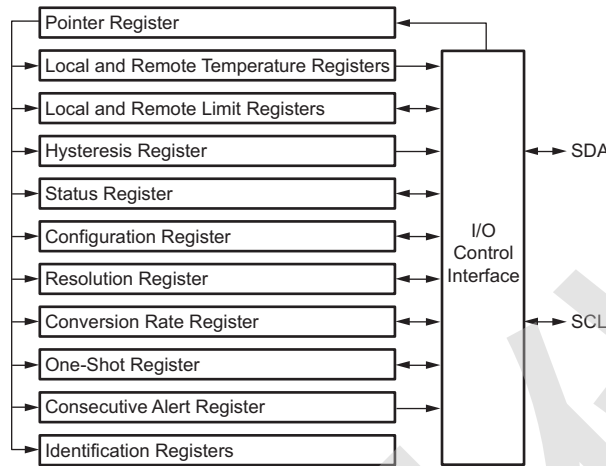 Pointer Register
Local and Remote Temperature Registers
Local and Remote Limit Registers
Hysteresis Register
Status Register
Configuration Register
Resolution Register
Conversion Rate Register
One-Shot Register
Consecutive Alert Register
Identification Registers
I/O
Control
Interface
SDA
SCL